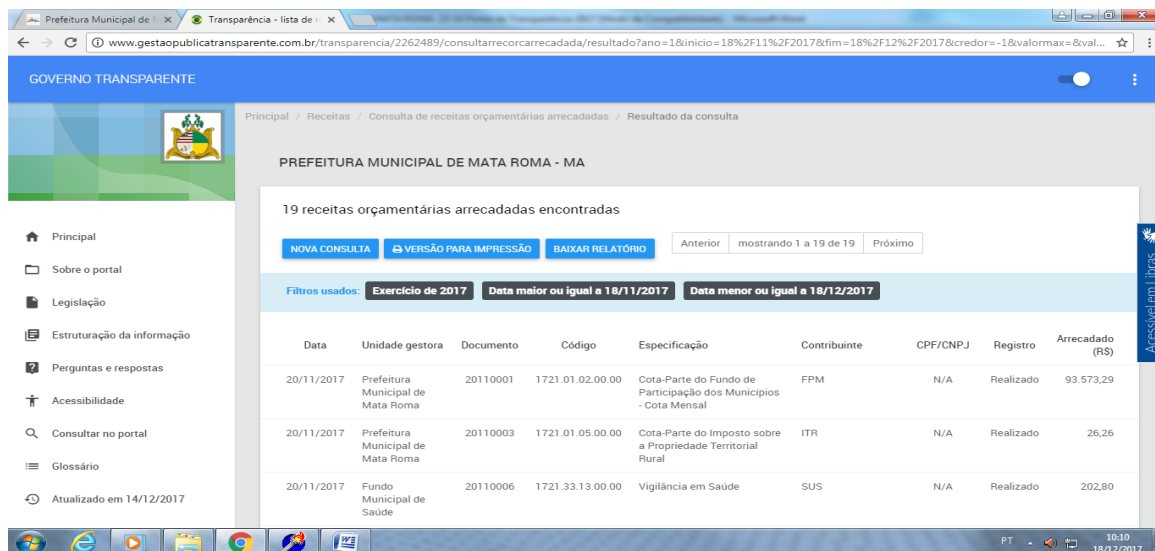 Prefeitura Municipal de
Transparência - lista de
www.gestaopublicatransparente.com.br/transparencia/2262489/consultarrecorcarrecadada/resultado?ano=1&inicio=18%2F11%2F2017&fim=18%2F12%2F2017&credor=-1&valormax=&val...
GOVERNO TRANSPARENTE
Principal / Receitas / Consulta de receitas orçamentárias arrecadadas / Resultado da consulta
PREFEITURA MUNICIPAL DE MATA ROMA - MA
19 receitas orçamentárias arrecadadas encontradas
NOVA CONSULTA VERSÃO PARA IMPRESSÃO BAIXAR RELATÓRIO Anterior mostrando 1 a 19 de 19 Próximo
Filtros usados: Exercício de 2017 Data maior ou igual a 18/11/2017 Data menor ou igual a 18/12/2017
Principal
Sobre o portal
Legislação
Estruturação da informação
Perguntas e respostas
Acessibilidade
Consultar no portal
Glossário
Atualizado em 14/12/2017
Data Unidade gestora Documento Código Especificação Contribuinte CPF/CNPJ Registro Arrecadado
(R$)
20/11/2017 Prefeitura 20110001 1721.01.02.00.00 Cota-Parte do Fundo de FPM N/A Realizado 93.573,29
Municipal de Participação dos Municípios
Mata Roma - Cota Mensal
20/11/2017 Prefeitura 20110003 1721.01.05.00.00 Cota-Parte do Imposto sobre ITR N/A Realizado 26,26
Municipal de a Propriedade Territorial
Mata Roma Rural
20/11/2017 Fundo 20110006 1721.33.13.00.00 Vigilância em Saúde SUS N/A Realizado 202,80
Municipal de
Saúde
Acessível em Libras
PT 10:10
18/12/2017